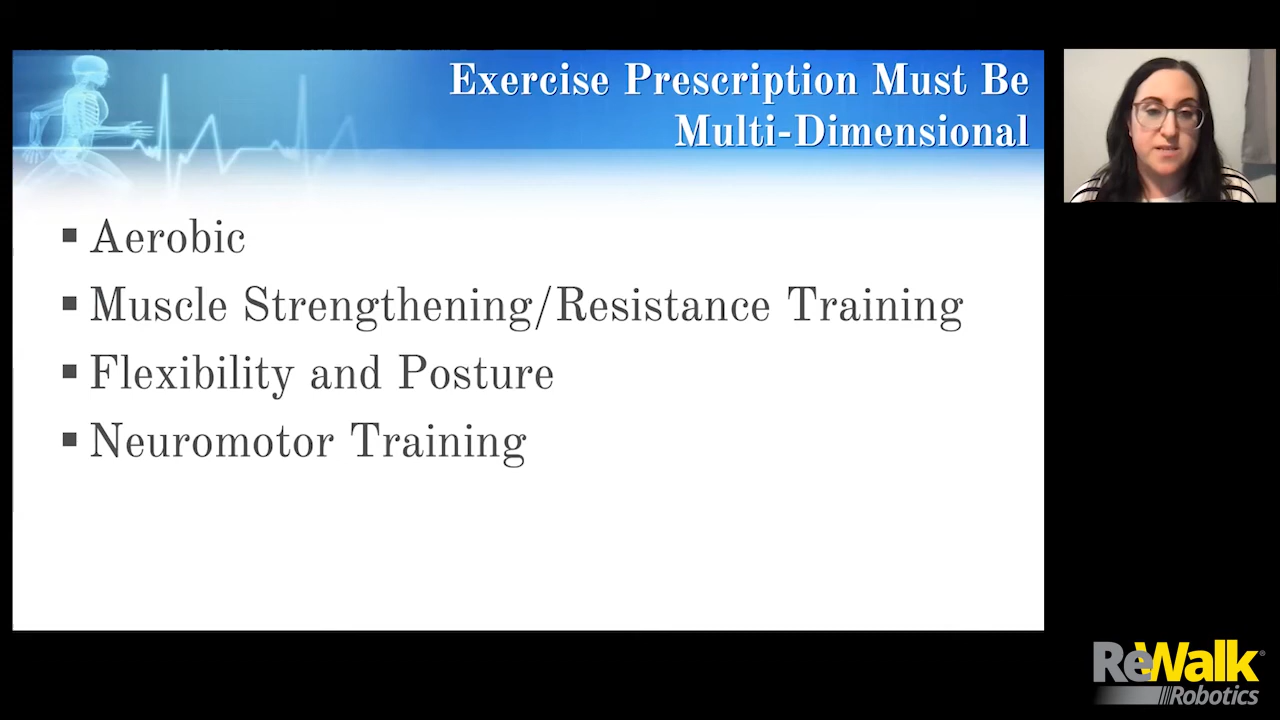 Exercise Prescription Must Be
Multi-Dimensional
▪ Aerobic
▪ Muscle Strengthening/Resistance Training
▪ Flexibility and Posture
▪ Neuromotor Training
ReWalk®
Robotics